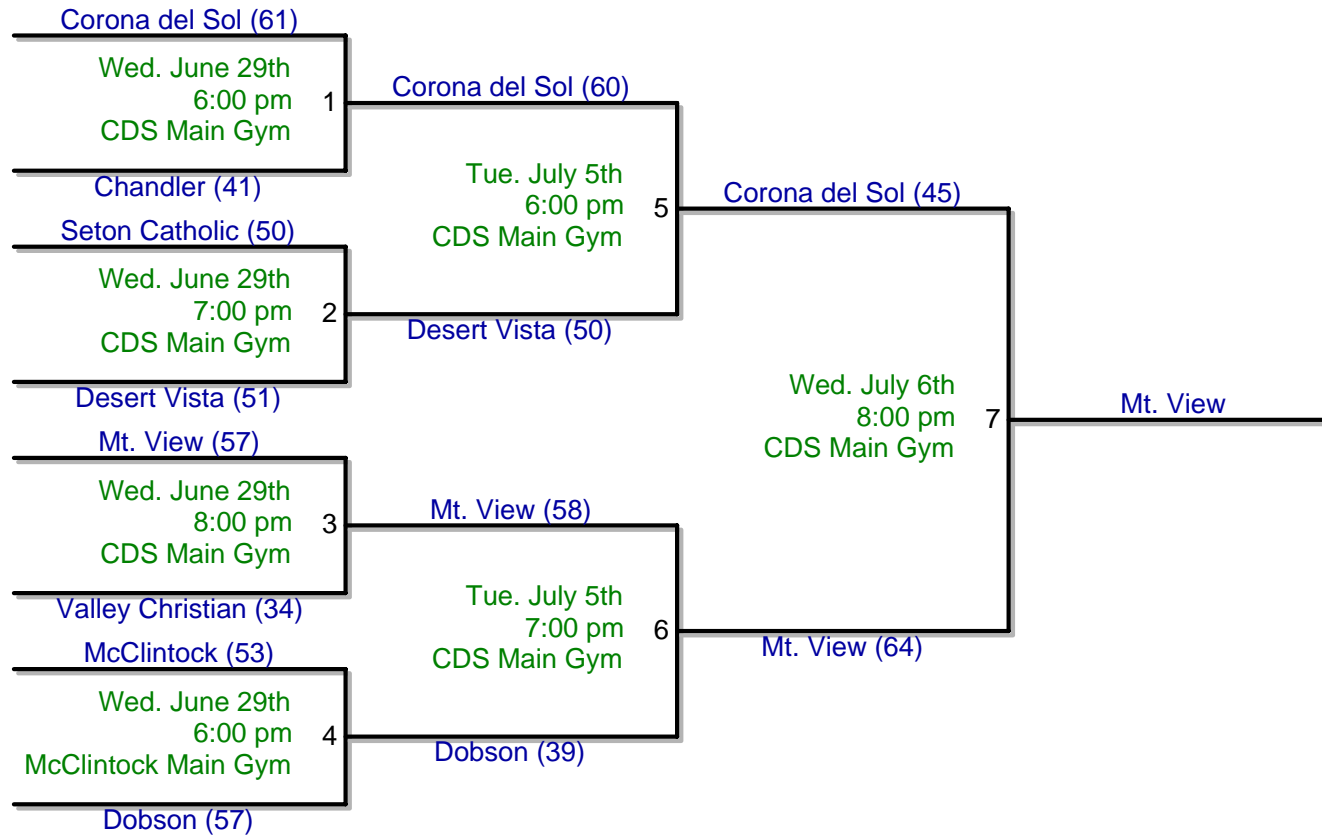 Corona del Sol (61)
Wed. June 29th
6:00 pm
CDS Main Gym
1
Chandler (41)
Seton Catholic (50)
Wed. June 29th
7:00 pm
CDS Main Gym
2
Desert Vista (51)
Mt. View (57)
Wed. June 29th
8:00 pm
CDS Main Gym
3
Valley Christian (34)
McClintock (53)
Wed. June 29th
6:00 pm
McClintock Main Gym
4
Dobson (57)
Corona del Sol (60)
Tue. July 5th
6:00 pm
CDS Main Gym
5
Desert Vista (50)
Mt. View (58)
Tue. July 5th
7:00 pm
CDS Main Gym
6
Dobson (39)
Corona del Sol (45)
Wed. July 6th
8:00 pm
CDS Main Gym
7
Mt. View (64)
Mt. View